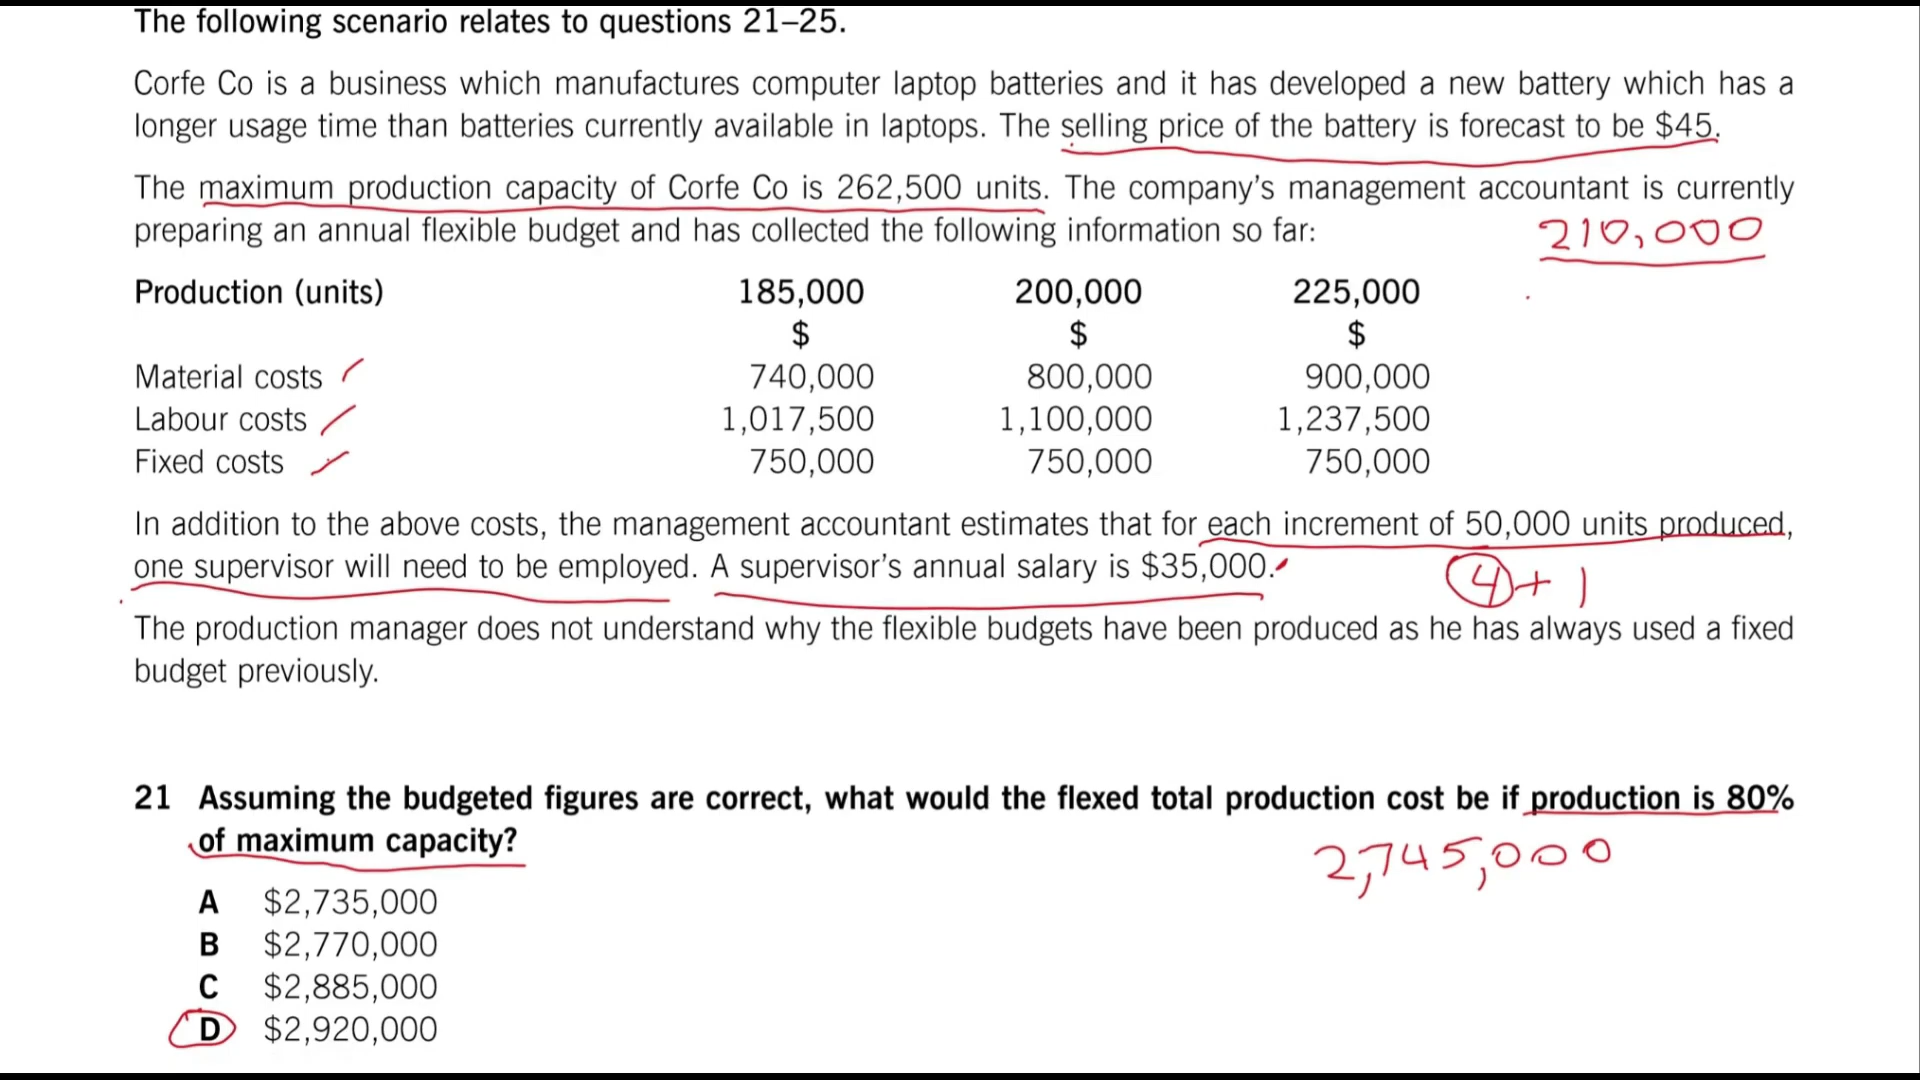 The following scenario relates to questions 21–25.
Corfe Co is a business which manufactures computer laptop batteries and it has developed a new battery which has a
longer usage time than batteries currently available in laptops. The selling price of the battery is forecast to be $45.
The maximum production capacity of Corfe Co is 262,500 units. The company's management accountant is currently
preparing an annual flexible budget and has collected the following information so far:
210,000
Production (units) 185,000 200,000 225,000
$ $ $
Material costs 740,000 800,000 900,000
Labour costs 1,017,500 1,100,000 1,237,500
Fixed costs 750,000 750,000 750,000
In addition to the above costs, the management accountant estimates that for each increment of 50,000 units produced,
one supervisor will need to be employed. A supervisor's annual salary is $35,000.
4 + 1
The production manager does not understand why the flexible budgets have been produced as he has always used a fixed
budget previously.
21 Assuming the budgeted figures are correct, what would the flexed total production cost be if production is 80%
of maximum capacity?
2,745,000
A $2,735,000
B $2,770,000
C $2,885,000
D $2,920,000